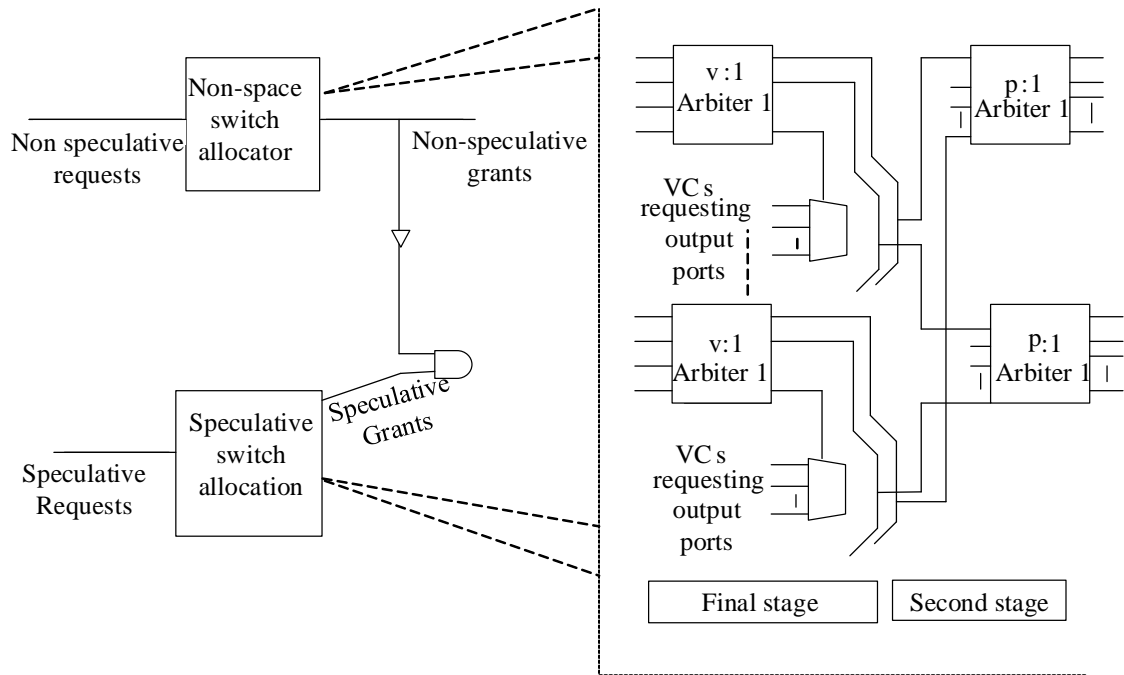 Non-space
switch
allocator
Non speculative
requests
Non-speculative
grants
Speculative
Grants
Speculative
switch
allocation
Speculative
Requests
v:1
Arbiter 1
p:1
Arbiter 1
VCs
requesting
output
ports
v:1
Arbiter 1
p:1
Arbiter 1
VCs
requesting
output
ports
Final stage
Second stage